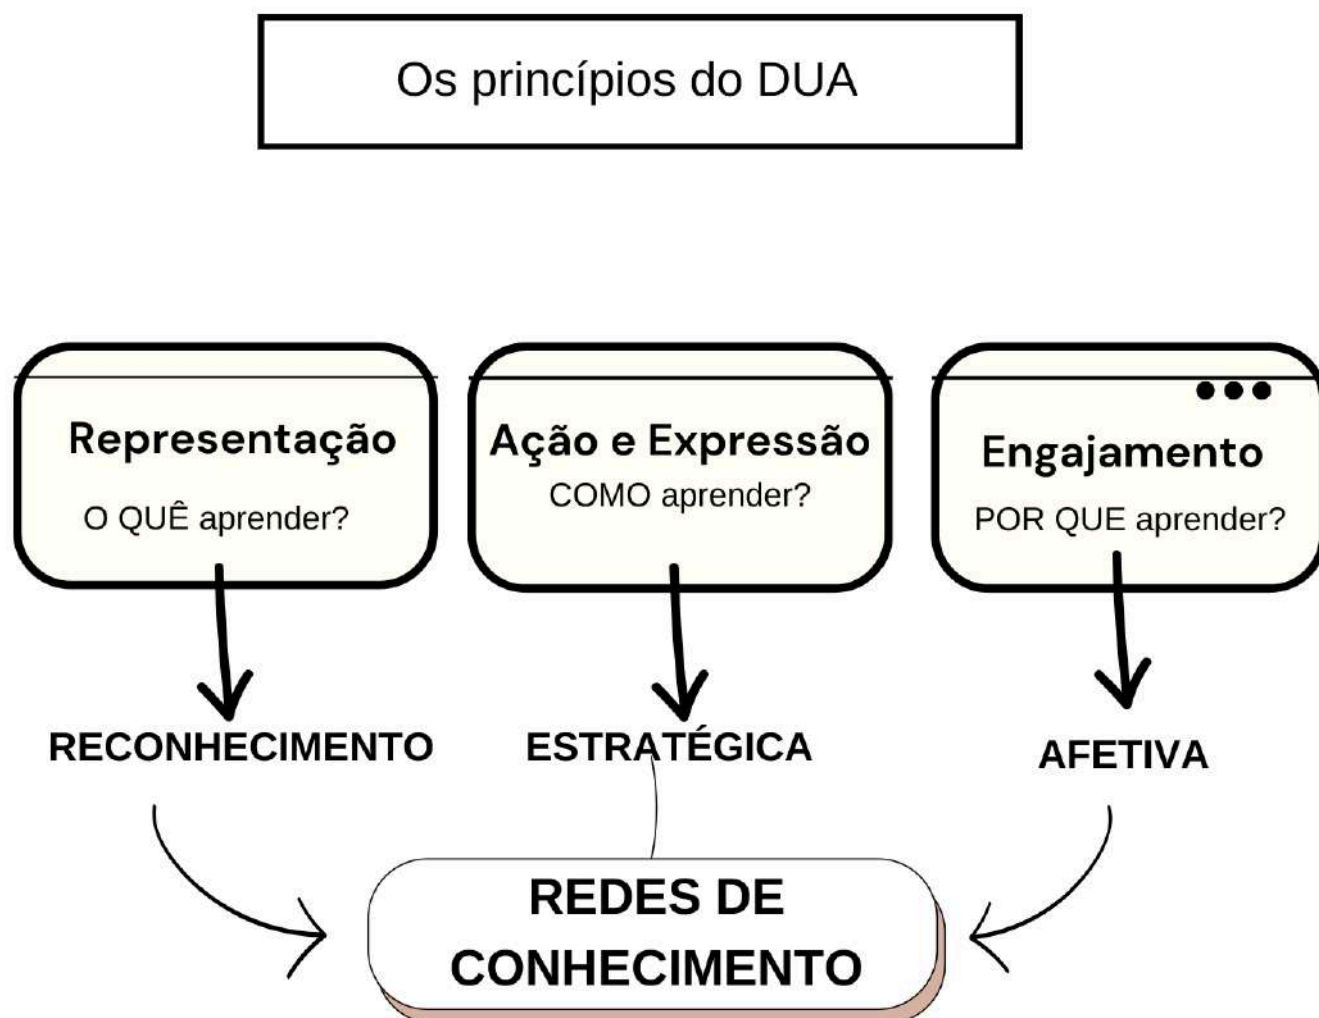 Os princípios do DUA
Representação
O QUÊ aprender?
Ação e Expressão
COMO aprender?
Engajamento
POR QUE aprender?
RECONHECIMENTO
ESTRATÉGICA
AFETIVA
REDES DE
CONHECIMENTO